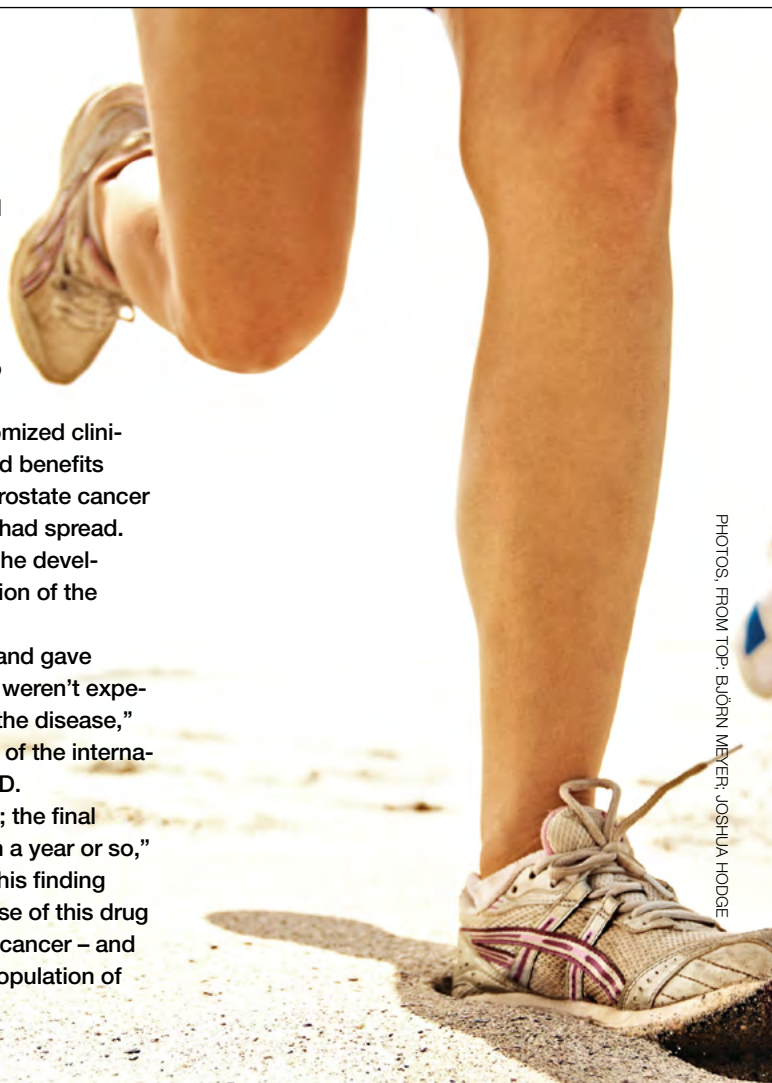 omized clini-
d benefits
rostate cancer
had spread.
he devel-
ion of the
and gave
weren’t expe-
the disease,”
of the interna-
D.
; the final
n a year or so,”
his finding
se of this drug
cancer – and
opulation of
PHOTOS, FROM TOP: BJÖRN MEYER; JOSHUA HODGE